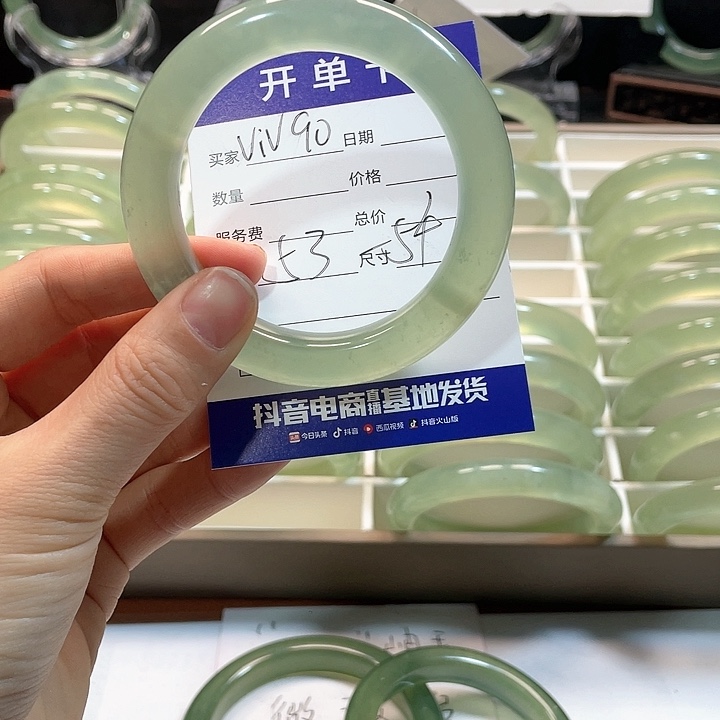 开单
买家 ViV90 日期
数量 价格
服务费 总价
53 尺寸 54
抖音电商直播基地发货
今日头条 抖音 西瓜视频 抖音火山版